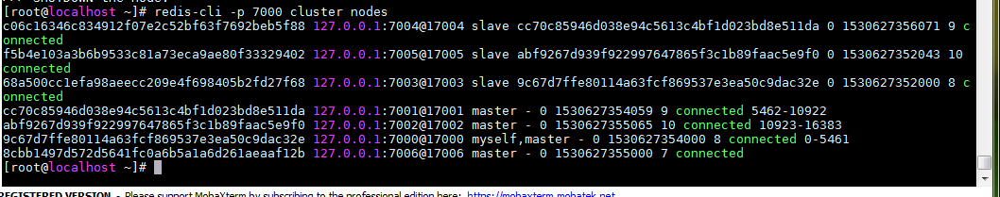 [root@localhost ~]# redis-cli -p 7000 cluster nodes
c06c16346c834912f07e2c52bf63f7692beb5f88 127.0.0.1:7004@17004 slave cc70c85946d038e94c5613c4bf1d023bd8e511da 0 1530627356071 9 c
onnected
f5b4e103a3b6b9533c81a73eca9ae80f33329402 127.0.0.1:7005@17005 slave abf9267d939f922997647865f3c1b89faac5e9f0 0 1530627352043 10
connected
68a500cc1efa98aeecc209e4f698405b2fd27f68 127.0.0.1:7003@17003 slave 9c67d7ffe80114a63fcf869537e3ea50c9dac32e 0 1530627352000 8 c
onnected
cc70c85946d038e94c5613c4bf1d023bd8e511da 127.0.0.1:7001@17001 master - 0 1530627354059 9 connected 5462-10922
abf9267d939f922997647865f3c1b89faac5e9f0 127.0.0.1:7002@17002 master - 0 1530627355065 10 connected 10923-16383
9c67d7ffe80114a63fcf869537e3ea50c9dac32e 127.0.0.1:7000@17000 myself,master - 0 1530627354000 8 connected 0-5461
8cbb1497d572d5641fc0a6b5a1a6d261aeaaf12b 127.0.0.1:7006@17006 master - 0 1530627355000 7 connected
[root@localhost ~]#
REGISTERED VERSION - Please support MobaXterm by subscribing to the professional edition here: https://mobaxterm.mobatek.net